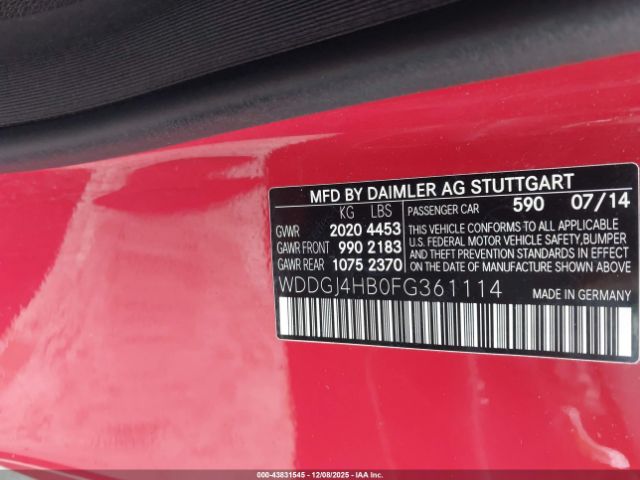 MFD BY DAIMLER AG STUTTGART
KG LBS PASSENGER CAR 590 07/14
GVWR 2020 4453
GAWR FRONT 990 2183
GAWR REAR 1075 2370
THIS VEHICLE CONFORMS TO ALL APPLICABLE
U.S. FEDERAL MOTOR VEHICLE SAFETY,BUMPER
AND THEFT PREVENTION STANDARDS IN EFFECT
ON THE DATE OF MANUFACTURE SHOWN ABOVE
WDDGJ4HB0FG361114 MADE IN GERMANY
000-43831545 - 12/08/2025 - IAA, Inc.